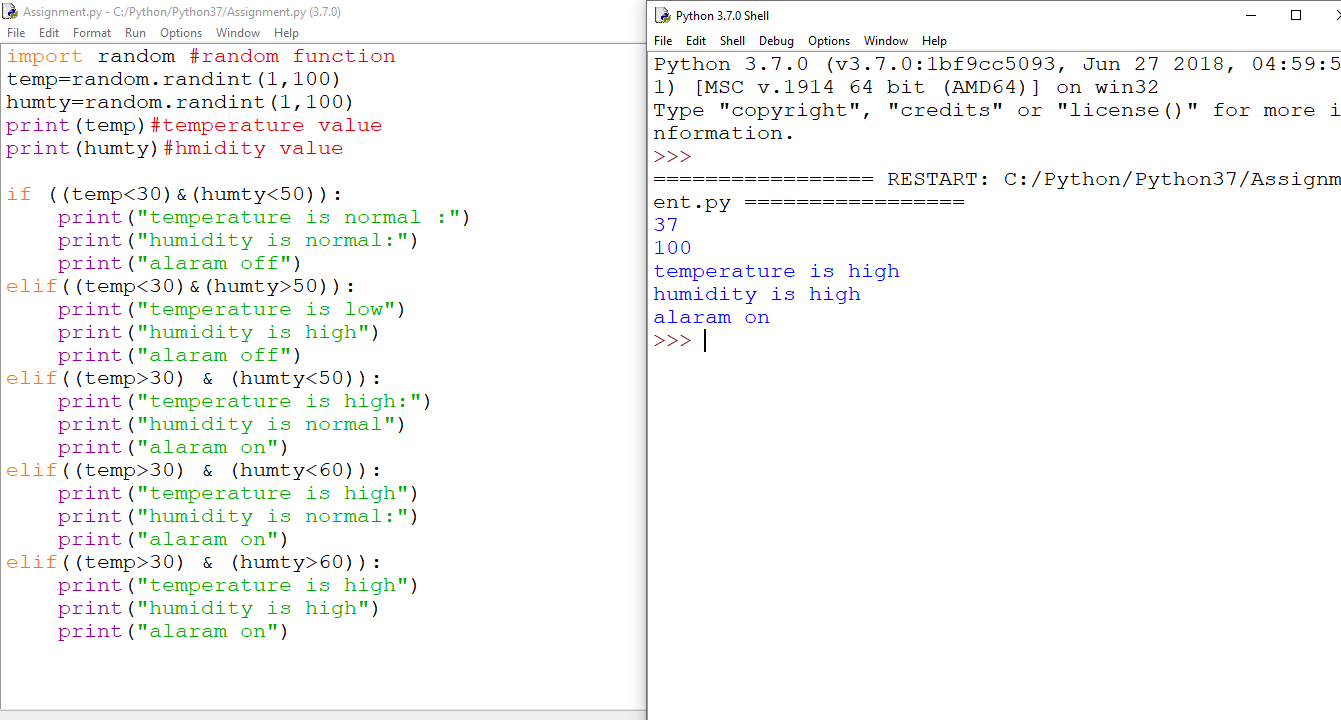 Assignment.py - C:/Python/Python37/Assignment.py (3.7.0)
File Edit Format Run Options Window Help
import random #random function
temp=random.randint(1,100)
humty=random.randint(1,100)
print(temp)#temperature value
print(humty)#hmidity value

if ((temp<30)&(humty<50)):
    print("temperature is normal :")
    print("humidity is normal:")
    print("alaram off")
elif((temp<30)&(humty>50)):
    print("temperature is low")
    print("humidity is high")
    print("alaram off")
elif((temp>30) & (humty<50)):
    print("temperature is high:")
    print("humidity is normal")
    print("alaram on")
elif((temp>30) & (humty<60)):
    print("temperature is high")
    print("humidity is normal:")
    print("alaram on")
elif((temp>30) & (humty>60)):
    print("temperature is high")
    print("humidity is high")
    print("alaram on")
Python 3.7.0 Shell
File Edit Shell Debug Options Window Help
Python 3.7.0 (v3.7.0:1bf9cc5093, Jun 27 2018, 04:59:5
1) [MSC v.1914 64 bit (AMD64)] on win32
Type "copyright", "credits" or "license()" for more i
nformation.
>>>
================= RESTART: C:/Python/Python37/Assignm
ent.py =================
37
100
temperature is high
humidity is high
alaram on
>>>